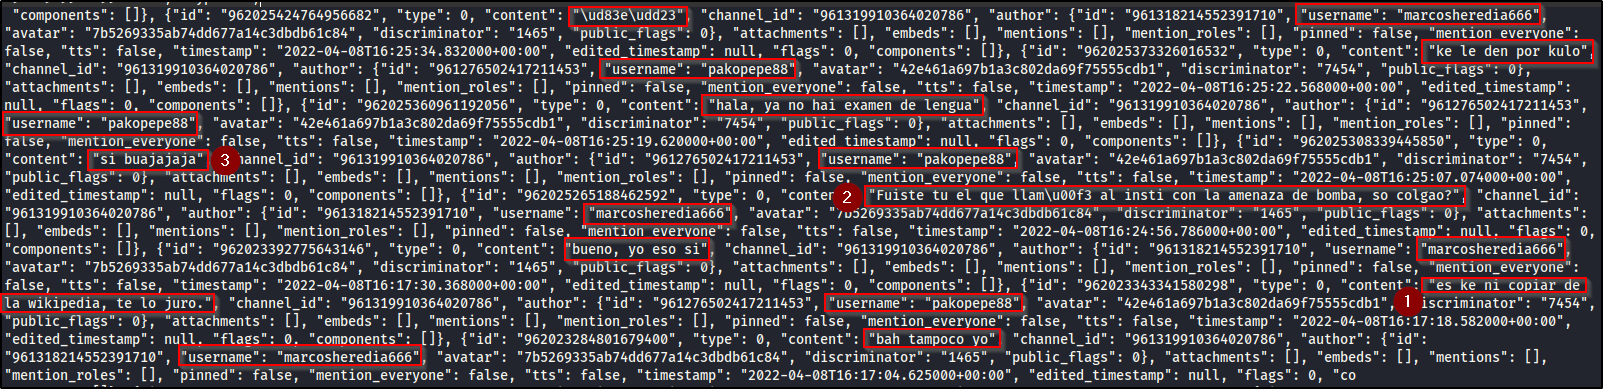 "components": []}, {"id": "962025424764956682", "type": 0, "content": "\ud83e\udd23", "channel_id": "961319910364020786", "author": {"id": "961318214552391710", "username": "marcosheredia666",
"avatar": "7b5269335ab74dd677a14c3dbdb61c84", "discriminator": "1465", "public_flags": 0}, "attachments": [], "embeds": [], "mentions": [], "mention_roles": [], "pinned": false, "mention_everyone":
false, "tts": false, "timestamp": "2022-04-08T16:25:34.832000+00:00", "edited_timestamp": null, "flags": 0, "components": []}, {"id": "962025373326016532", "type": 0, "content": "ke le den por kulo",
"channel_id": "961319910364020786", "author": {"id": "961276502417211453", "username": "pakopepe88", "avatar": "42e461a697b1a3c802da69f75555cdb1", "discriminator": "7454", "public_flags": 0},
"attachments": [], "embeds": [], "mentions": [], "mention_roles": [], "pinned": false, "mention_everyone": false, "tts": false, "timestamp": "2022-04-08T16:25:22.568000+00:00", "edited_timestamp":
null, "flags": 0, "components": []}, {"id": "962025360961192056", "type": 0, "content": "hala, ya no hai examen de lengua", "channel_id": "961319910364020786", "author": {"id": "961276502417211453",
"username": "pakopepe88", "avatar": "42e461a697b1a3c802da69f75555cdb1", "discriminator": "7454", "public_flags": 0}, "attachments": [], "embeds": [], "mentions": [], "mention_roles": [], "pinned":
false, "mention_everyone": false, "tts": false, "timestamp": "2022-04-08T16:25:19.620000+00:00", "edited_timestamp": null, "flags": 0, "components": []}, {"id": "962025308339445850", "type": 0,
"content": "si buajajaja" 3 hannel_id": "961319910364020786", "author": {"id": "961276502417211453", "username": "pakopepe88", "avatar": "42e461a697b1a3c802da69f75555cdb1", "discriminator": "7454",
"public_flags": 0}, "attachments": [], "embeds": [], "mentions": [], "mention_roles": [], "pinned": false, "mention_everyone": false, "tts": false, "timestamp": "2022-04-08T16:25:07.074000+00:00",
"edited_timestamp": null, "flags": 0, "components": []}, {"id": "962025265188462592", "type": 0, "conten 2 "Fuiste tu el que llam\u00f3 al insti con la amenaza de bomba, so colgao?", "channel_id":
"961319910364020786", "author": {"id": "961318214552391710", "username": "marcosheredia666", "avatar": "7b5269335ab74dd677a14c3dbdb61c84", "discriminator": "1465" "public_flags": 0}, "attachments":
[], "embeds": [], "mentions": [], "mention_roles": [], "pinned": false, "mention_everyone": false, "tts": false, "timestamp": "2022-04-08T16:24:56.786000+00:00", "edited_timestamp": null, "flags": 0,
"components": []}, {"id": "962023392775643146", "type": 0, "content": "bueno, yo eso si", "channel_id": "961319910364020786", "author": {"id": "961318214552391710", "username": "marcosheredia666",
"avatar": "7b5269335ab74dd677a14c3dbdb61c84", "discriminator": "1465", "public_flags": 0}, "attachments": [], "embeds": [], "mentions": [], "mention_roles": [], "pinned": false, "mention_everyone":
false, "tts": false, "timestamp": "2022-04-08T16:17:30.368000+00:00", "edited_timestamp": null, "flags": 0, "components": []}, {"id": "962023343341580298", "type": 0, "content": "es ke ni copiar de
la wikipedia, te lo juro.", "channel_id": "961319910364020786", "author": {"id": "961276502417211453", "username": "pakopepe88", "avatar": "42e461a697b1a3c802da69f75555cdb1", 1 iscriminator": "7454",
"public_flags": 0}, "attachments": [], "embeds": [], "mentions": [], "mention_roles": [], "pinned": false, "mention_everyone": false, "tts": false, "timestamp": "2022-04-08T16:17:18.582000+00:00",
"edited_timestamp": null, "flags": 0, "components": []}, {"id": "962023284801679400", "type": 0, "content": "bah tampoco yo", "channel_id": "961319910364020786", "author": {"id":
"961318214552391710", "username": "marcosheredia666", "avatar": "7b5269335ab74dd677a14c3dbdb61c84", "discriminator": "1465", "public_flags": 0}, "attachments": [], "embeds": [], "mentions": [],
"mention_roles": [], "pinned": false, "mention_everyone": false, "tts": false, "timestamp": "2022-04-08T16:17:04.625000+00:00", "edited_timestamp": null, "flags": 0, "co